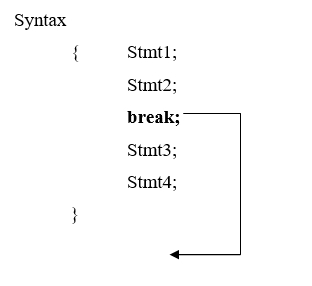 Syntax
{ Stmt1;
Stmt2;
break;
Stmt3;
Stmt4;
}